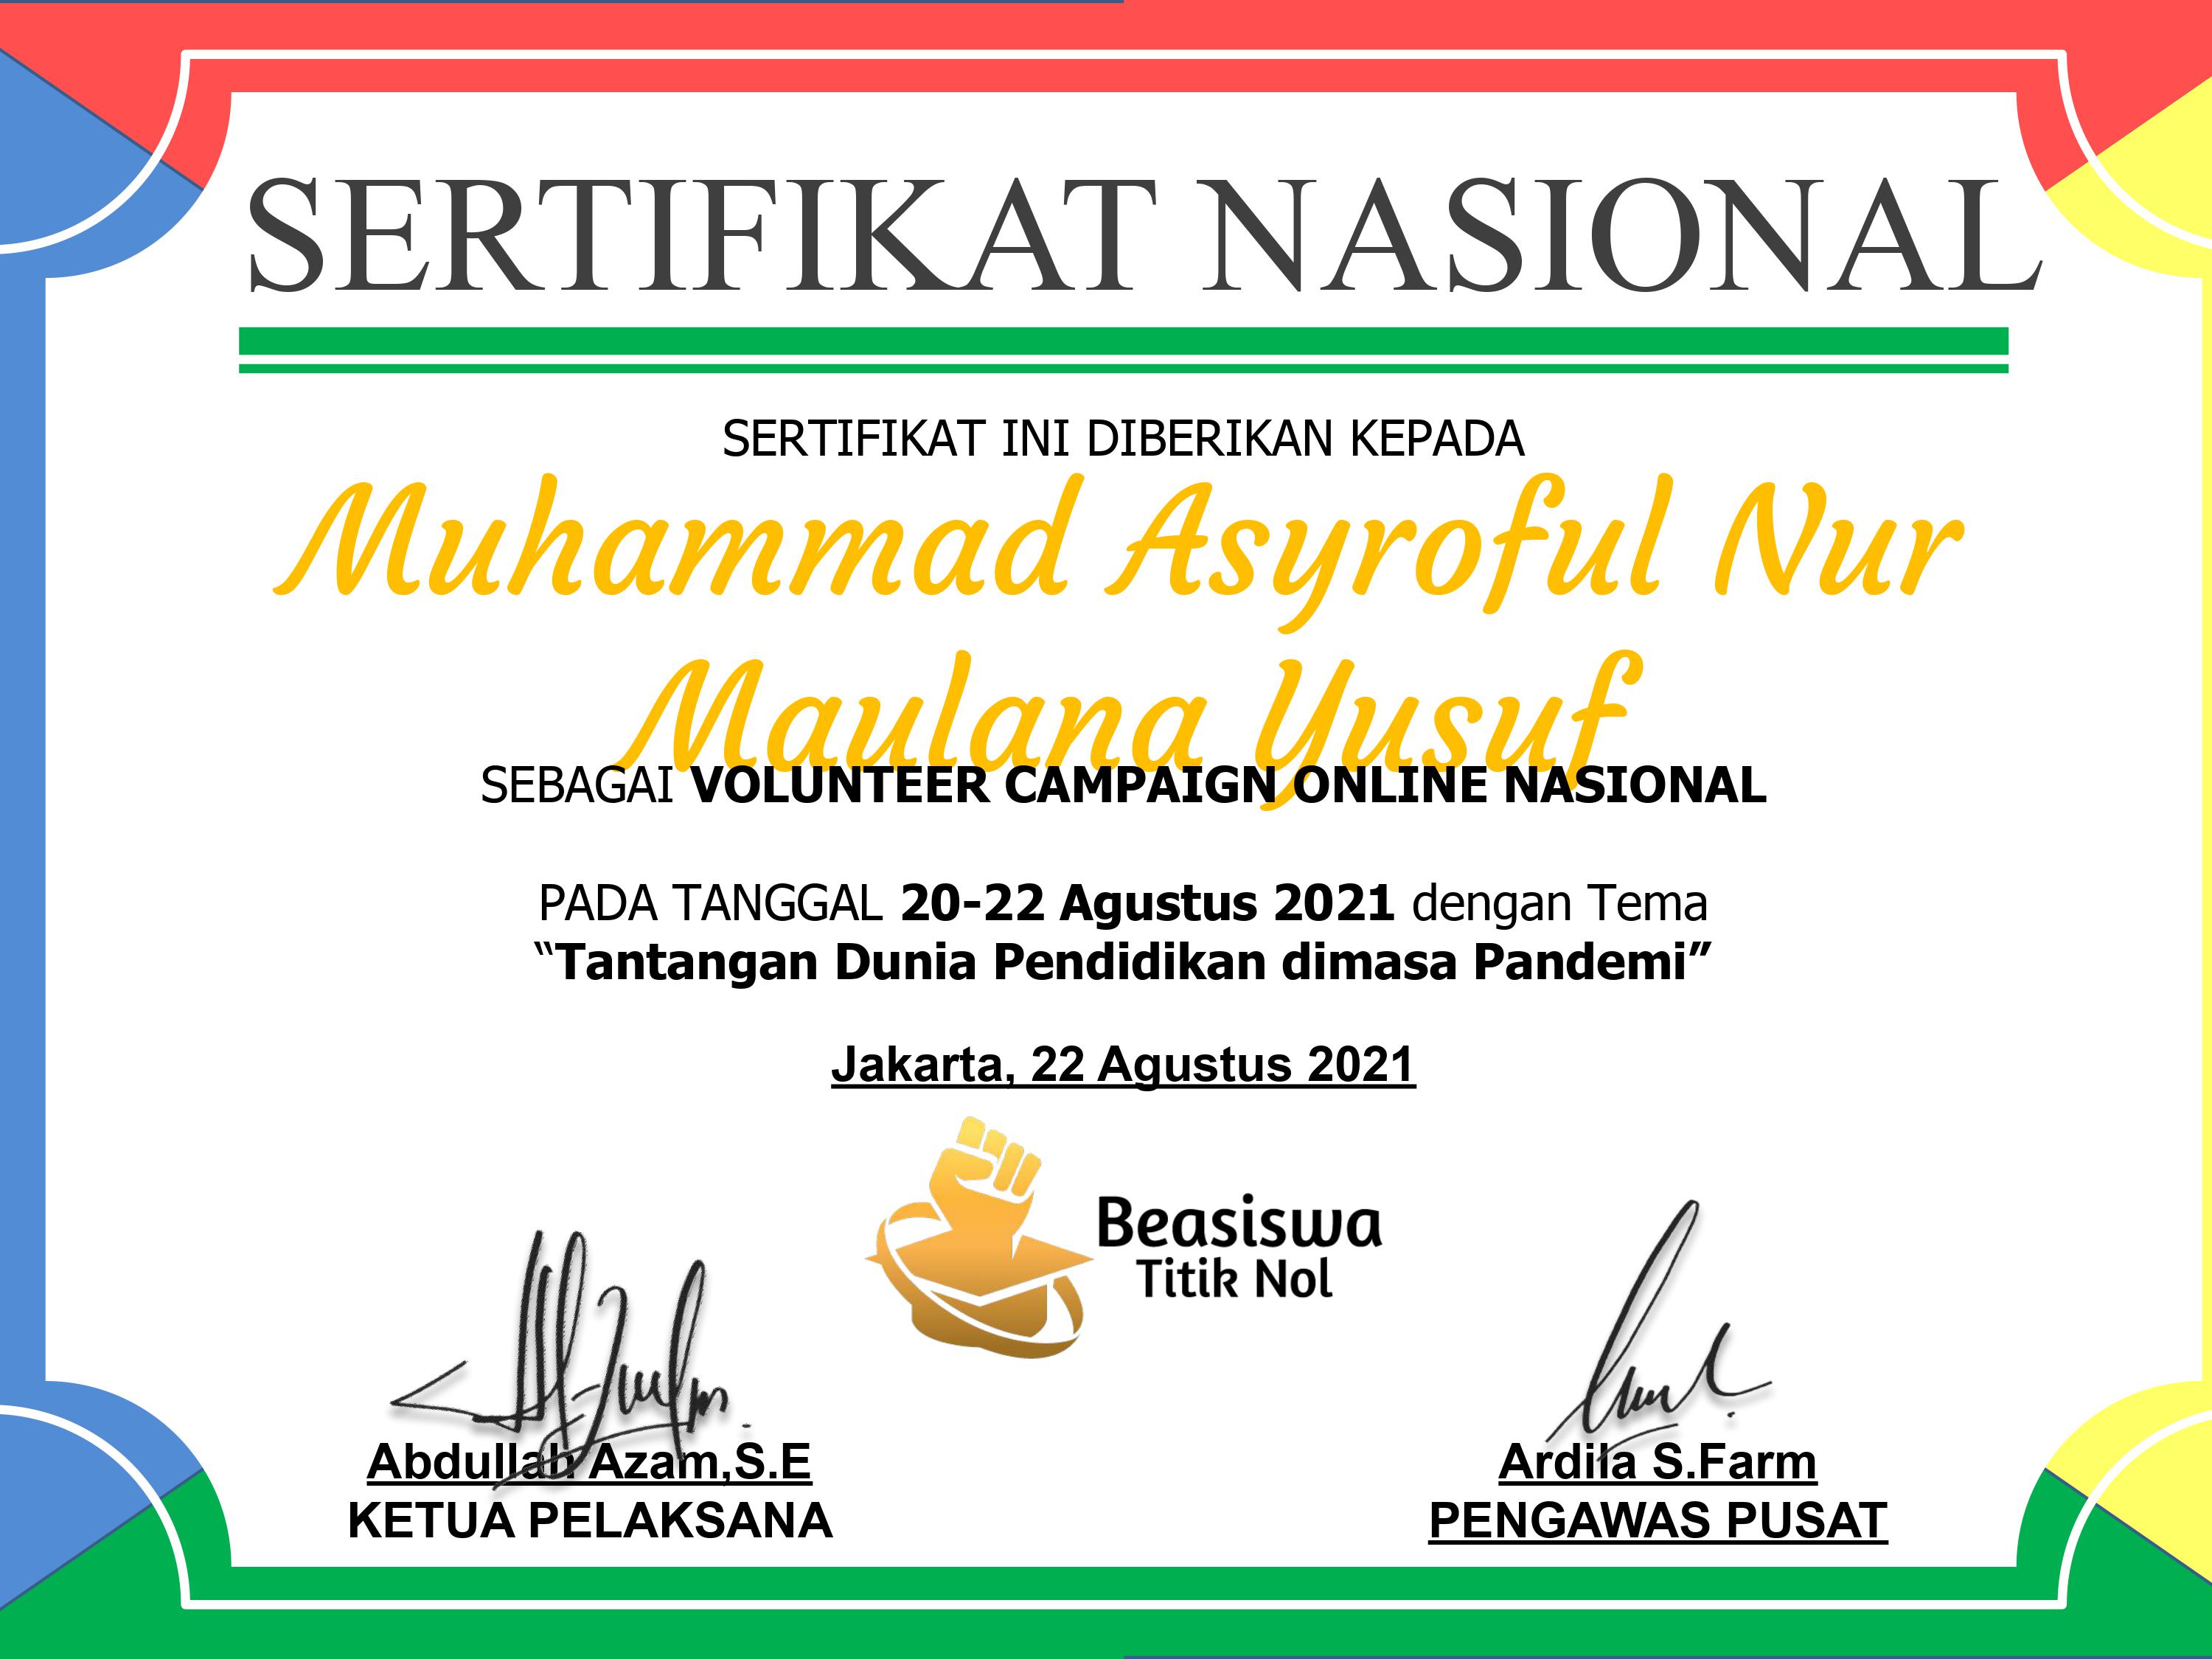 SERTIFIKAT NASIONAL
SERTIFIKAT INI DIBERIKAN KEPADA
Muhammad Asyroful Nur
Maulana Yusuf
SEBAGAI VOLUNTEER CAMPAIGN ONLINE NASIONAL
PADA TANGGAL 20-22 Agustus 2021 dengan Tema
“Tantangan Dunia Pendidikan dimasa Pandemi”
Jakarta, 22 Agustus 2021
Beasiswa
Titik Nol
Abdullah Azam,S.E
KETUA PELAKSANA
Ardila S.Farm
PENGAWAS PUSAT